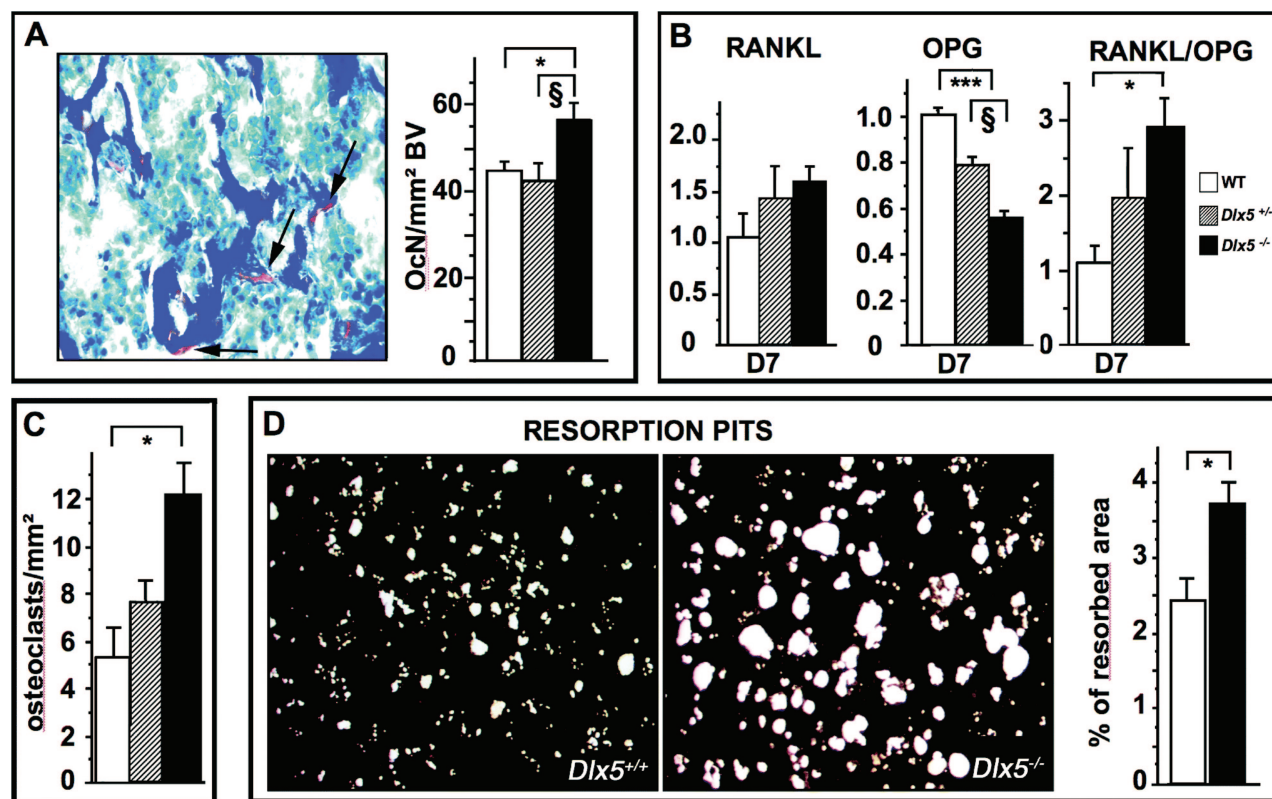 A
OcN/mm² BV
60
40
20
0
*
§
B
RANKL
OPG
RANKL/OPG
2.0
1.5
1.0
0.5
0
D7
1.0
0.8
0.6
0.4
0.2
0
***
§
D7
3
2
1
0
*
D7
WT
Dlx5 +/-
Dlx5 -/-
C
osteoclasts/mm²
12
10
8
6
4
2
0
*
D
RESORPTION PITS
Dlx5+/+
Dlx5-/-
% of resorbed area
4
3
2
1
0
*